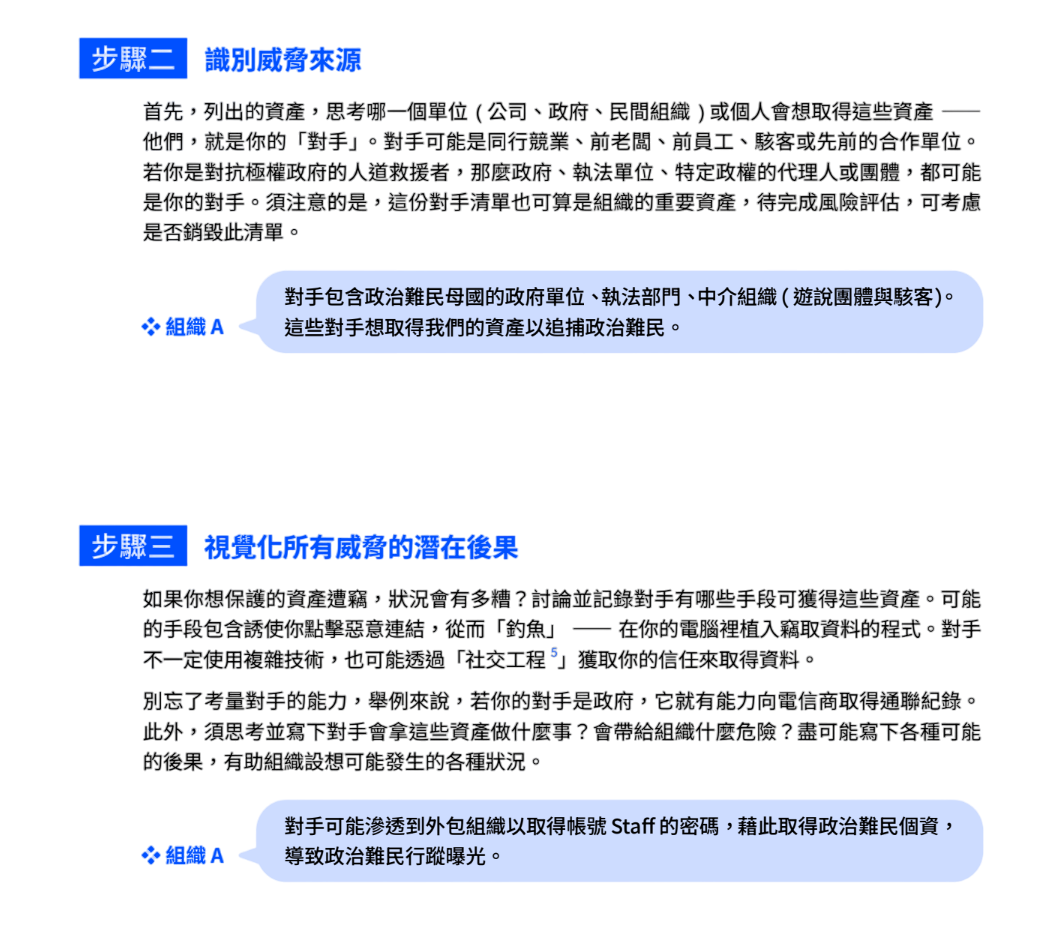 步驟二 識別威脅來源
首先，列出的資產，思考哪一個單位 ( 公司、政府、民間組織 ) 或個人會想取得這些資產 ——
他們，就是你的「對手」。對手可能是同行競業、前老闆、前員工、駭客或先前的合作單位。
若你是對抗極權政府的人道救援者，那麼政府、執法單位、特定政權的代理人或團體，都可能
是你的對手。須注意的是，這份對手清單也可算是組織的重要資產，待完成風險評估，可考慮
是否銷毀此清單。
對手包含政治難民母國的政府單位、執法部門、中介組織 ( 遊說團體與駭客)。
❖ 組織 A
這些對手想取得我們的資產以追捕政治難民。
步驟三 視覺化所有威脅的潛在後果
如果你想保護的資產遭竊，狀況會有多糟？討論並記錄對手有哪些手段可獲得這些資產。可能
的手段包含誘使你點擊惡意連結，從而「釣魚」 —— 在你的電腦裡植入竊取資料的程式。對手
不一定使用複雜技術，也可能透過「社交工程 5」獲取你的信任來取得資料。
別忘了考量對手的能力，舉例來說，若你的對手是政府，它就有能力向電信商取得通聯紀錄。
此外，須思考並寫下對手會拿這些資產做什麼事？會帶給組織什麼危險？盡可能寫下各種可能
的後果，有助組織設想可能發生的各種狀況。
對手可能滲透到外包組織以取得帳號 Staff 的密碼，藉此取得政治難民個資，
❖ 組織 A
導致政治難民行蹤曝光。